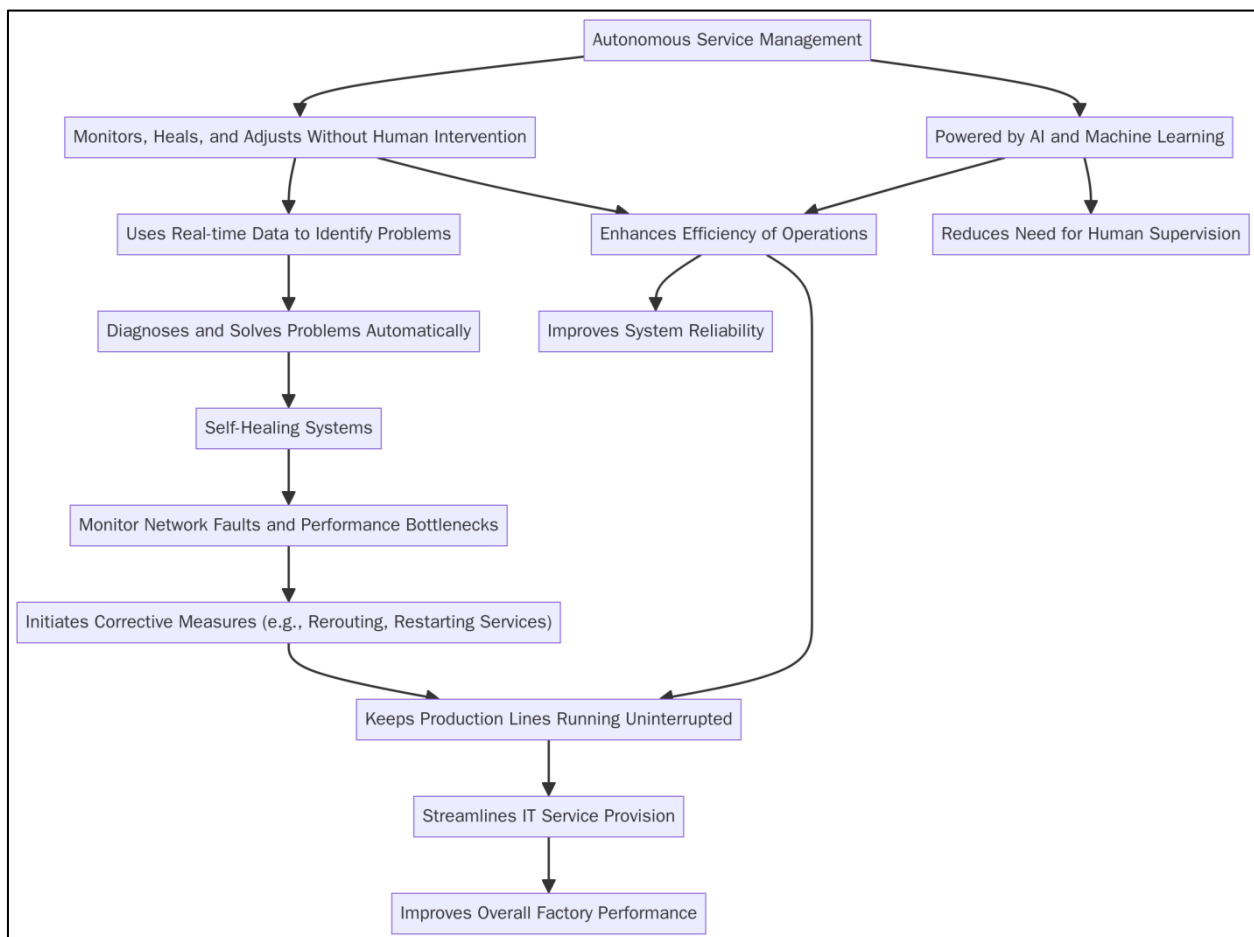 Autonomous Service Management
Monitors, Heals, and Adjusts Without Human Intervention
Powered by AI and Machine Learning
Uses Real-time Data to Identify Problems
Enhances Efficiency of Operations
Reduces Need for Human Supervision
Diagnoses and Solves Problems Automatically
Improves System Reliability
Self-Healing Systems
Monitor Network Faults and Performance Bottlenecks
Initiates Corrective Measures (e.g., Rerouting, Restarting Services)
Keeps Production Lines Running Uninterrupted
Streamlines IT Service Provision
Improves Overall Factory Performance